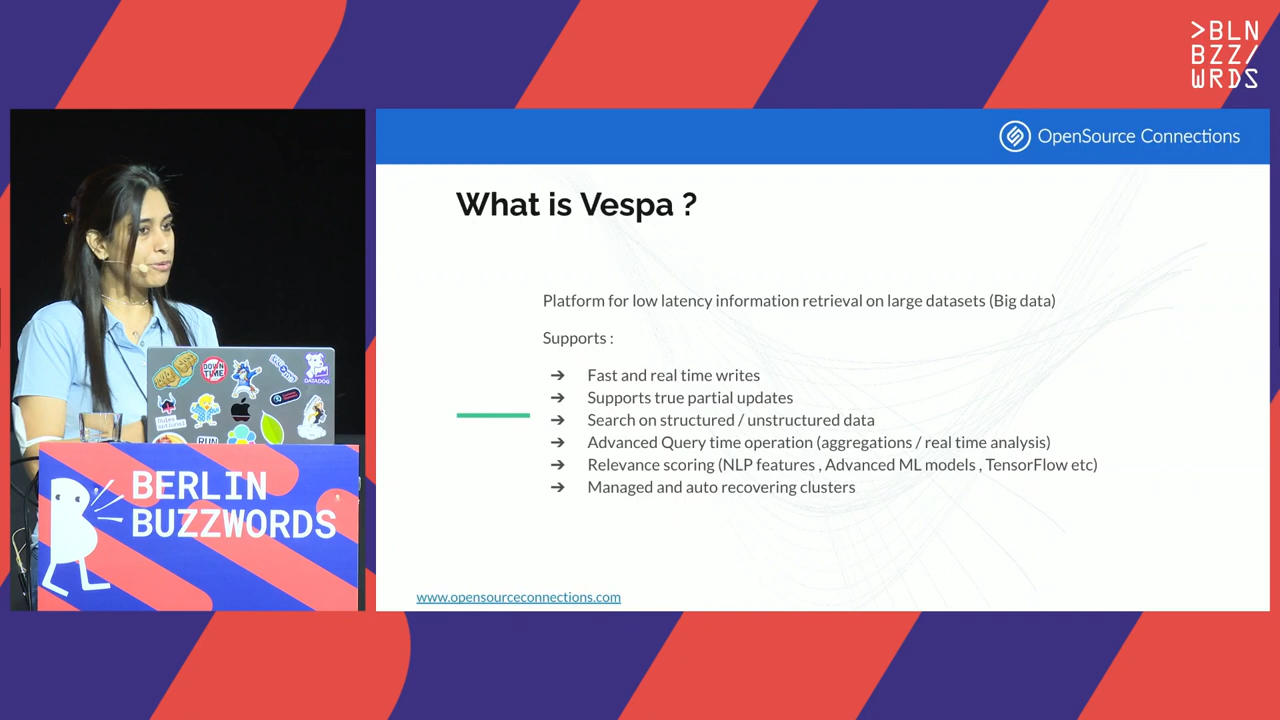 >BLN
BZZ/
WRDS
OpenSource Connections
What is Vespa ?
Platform for low latency information retrieval on large datasets (Big data)
Supports :
➔ Fast and real time writes
➔ Supports true partial updates
➔ Search on structured / unstructured data
➔ Advanced Query time operation (aggregations / real time analysis)
➔ Relevance scoring (NLP features , Advanced ML models , TensorFlow etc)
➔ Managed and auto recovering clusters
www.opensourceconnections.com
DOWN
TIME
DATADOG
RUN
BERLIN
BUZZWORDS